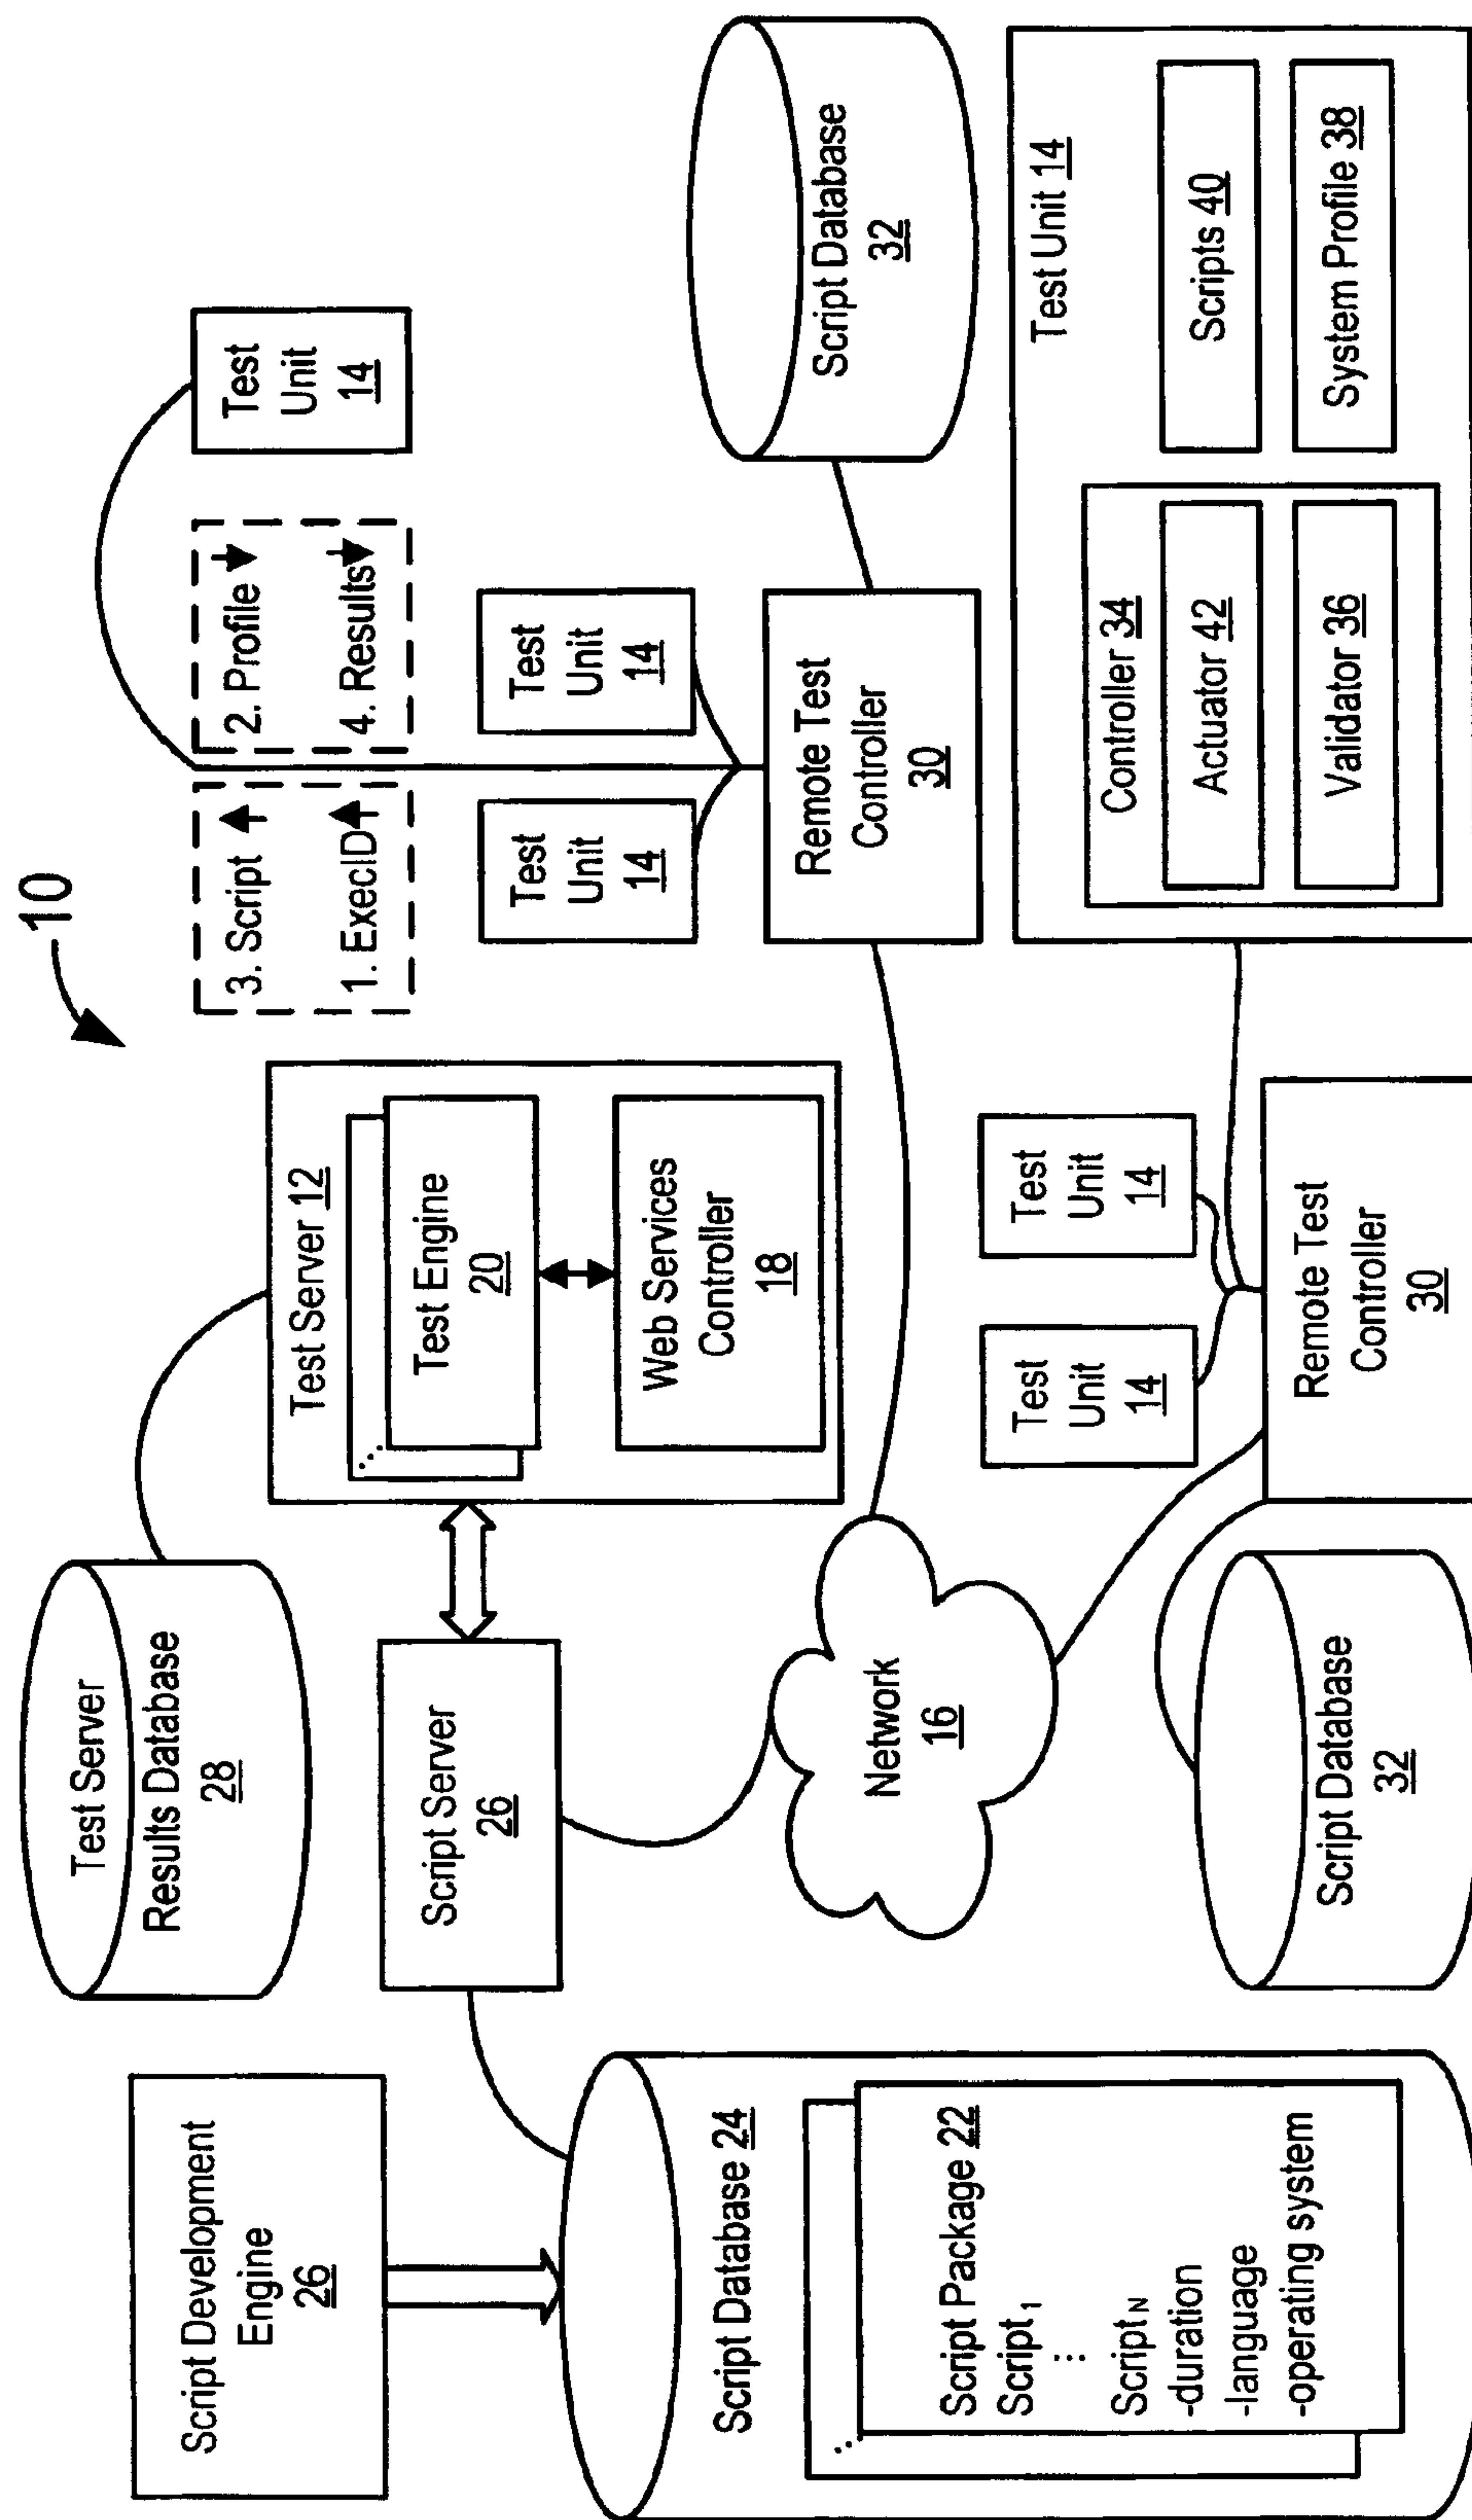 10
Script Development
Engine
26
Test Server
Results Database
28
Script Server
26
Test Server 12
Test Engine
20
Web Services
Controller
18
3. Script
1. ExecID
2. Profile
4. Results
Test
Unit
14
Test
Unit
14
Test
Unit
14
Remote Test
Controller
30
Script Database
32
Script Database 24
Script Package 22
Script 1
⋮
Script N
-duration
-language
-operating system
Network
16
Script Database
32
Test
Unit
14
Test
Unit
14
Remote Test
Controller
30
Test Unit 14
Controller 34
Actuator 42
Validator 36
Scripts 40
System Profile 38